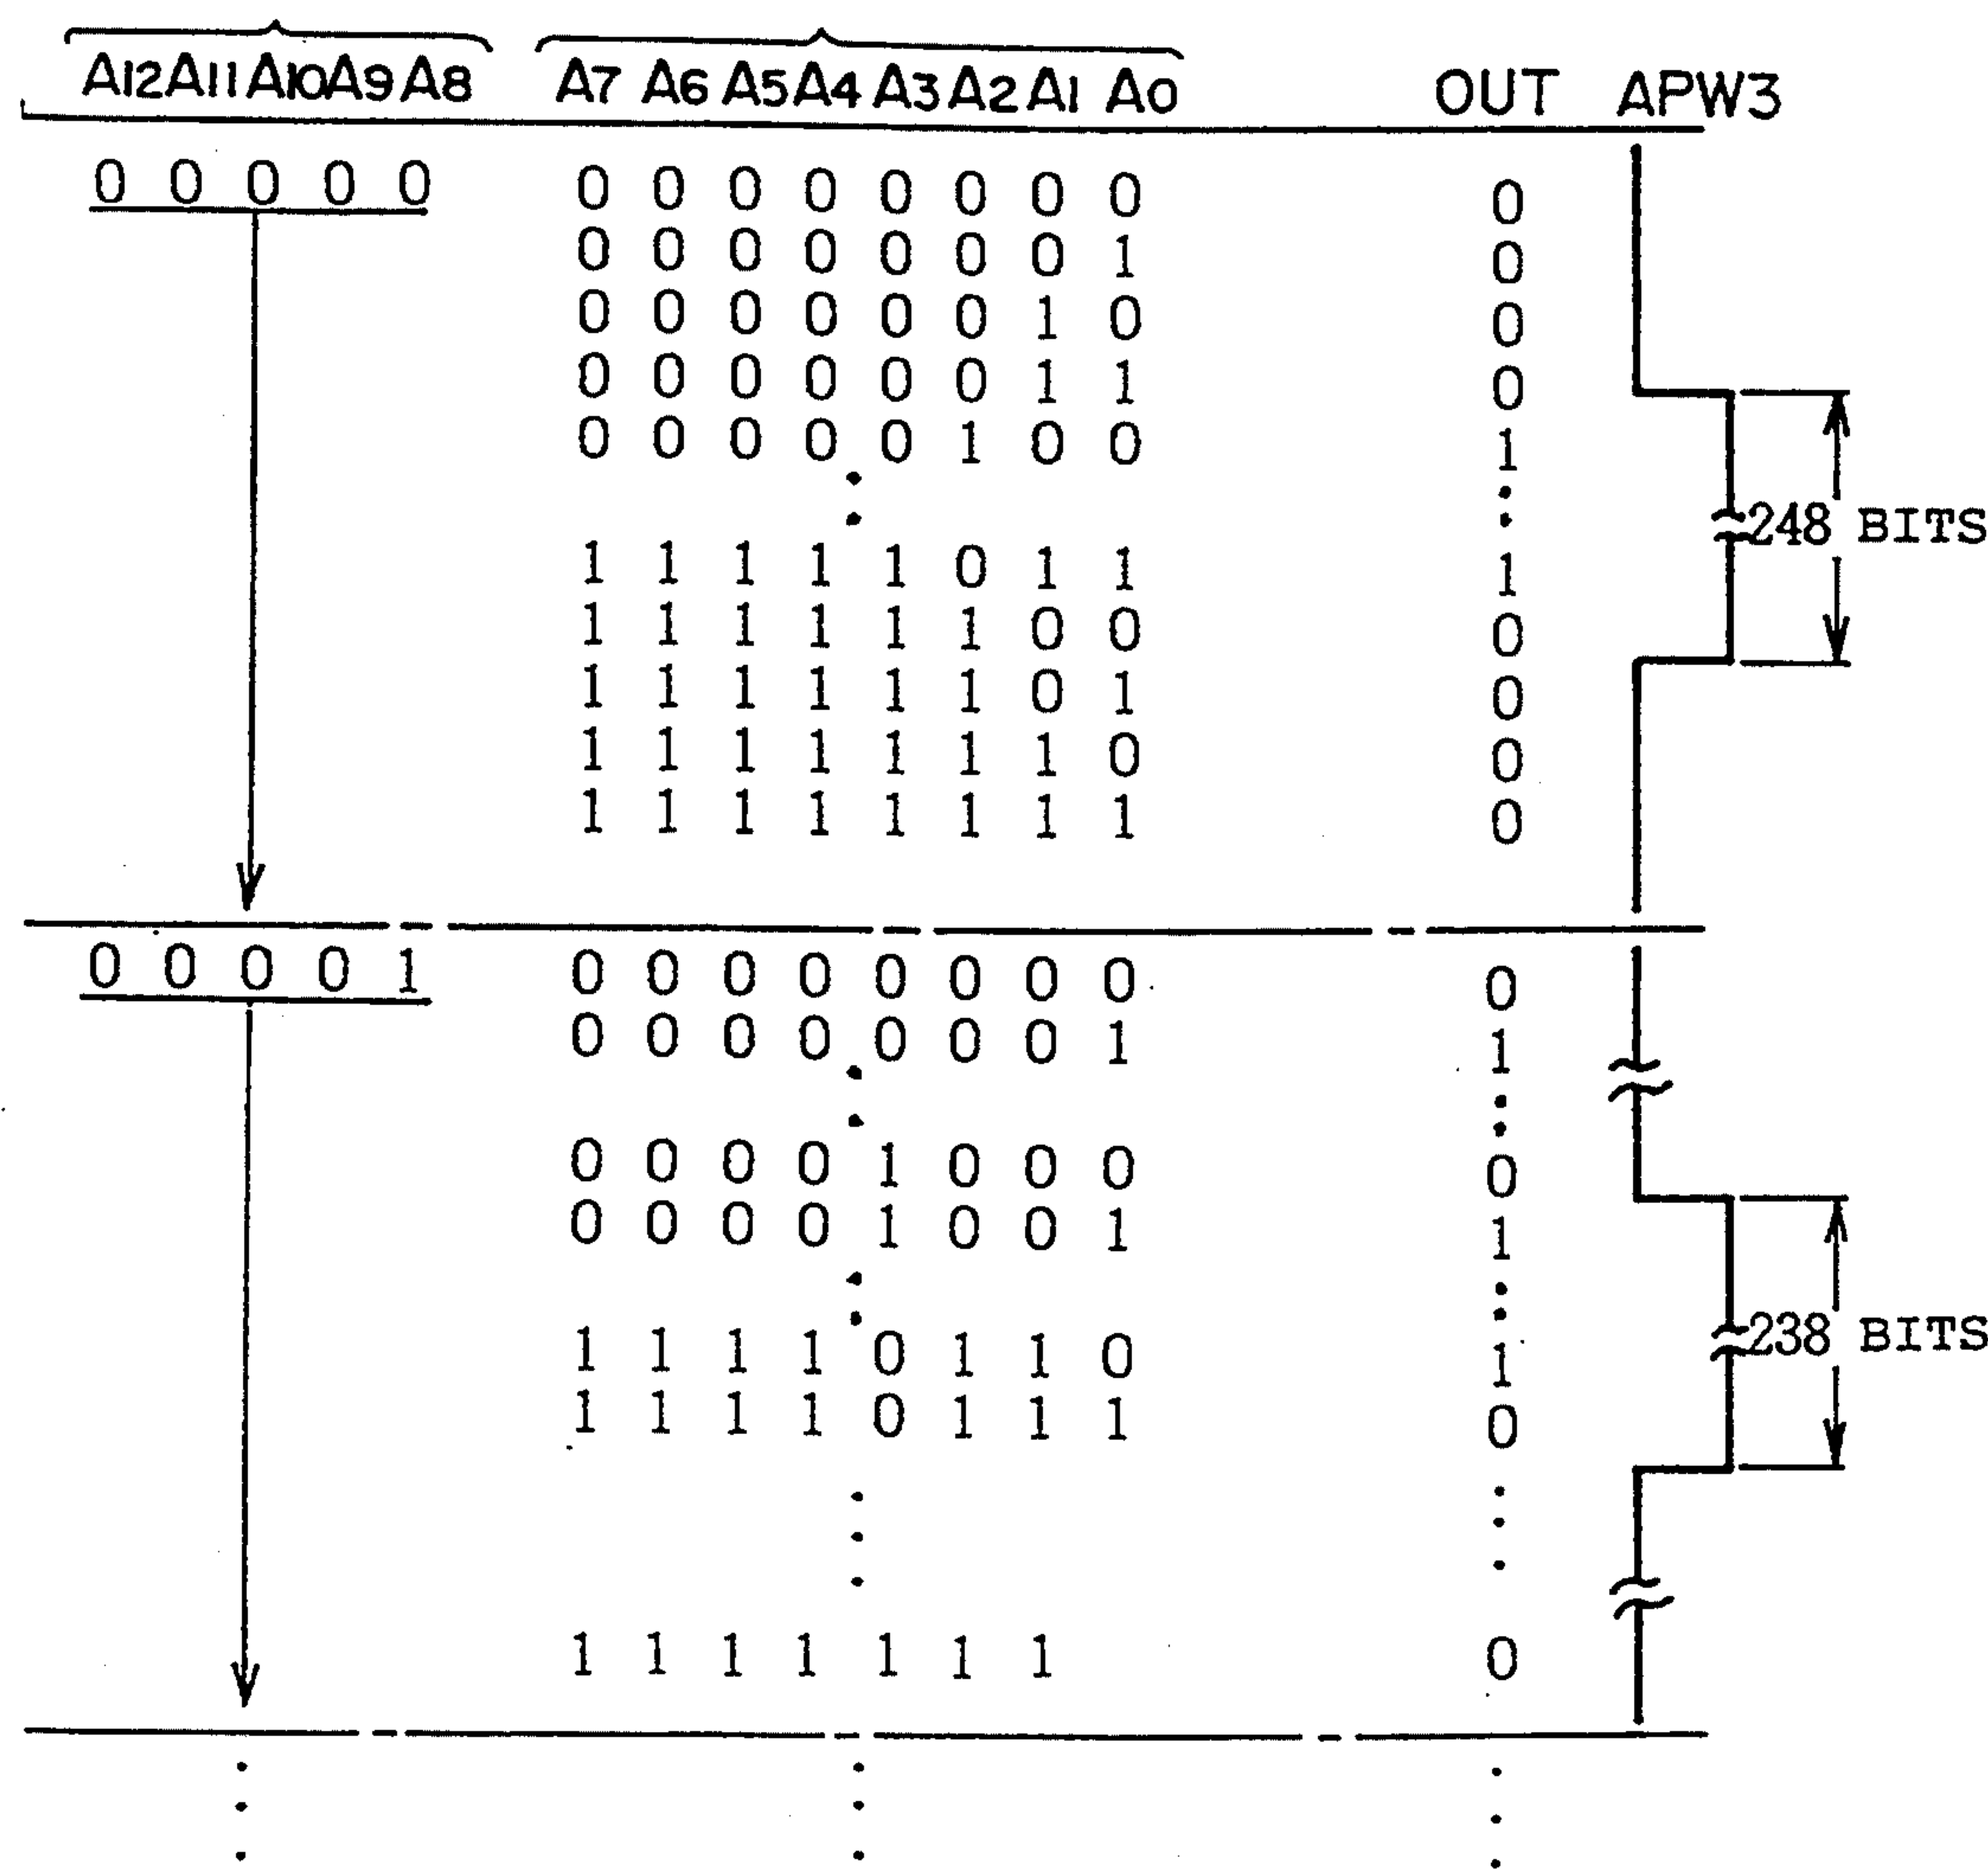 A12 A11 A10 A9 A8 A7 A6 A5 A4 A3 A2 A1 A0 OUT APW3
0 0 0 0 0 0 0 0 0 0 0 0 0 0
0 0 0 0 0 0 0 1 0
0 0 0 0 0 0 1 0 0
0 0 0 0 0 0 1 1 0
0 0 0 0 0 1 0 0 1
248 BITS
1 1 1 1 1 0 1 1 1
1 1 1 1 1 1 0 0 0
1 1 1 1 1 1 0 1 0
1 1 1 1 1 1 1 0 0
1 1 1 1 1 1 1 1 0
0 0 0 0 1 0 0 0 0 0 0 0 0 0
0 0 0 0 0 0 0 1 1
0 0 0 0 1 0 0 0 0
0 0 0 0 1 0 0 1 1
238 BITS
1 1 1 1 0 1 1 0 1
1 1 1 1 0 1 1 1 0
1 1 1 1 1 1 1 0